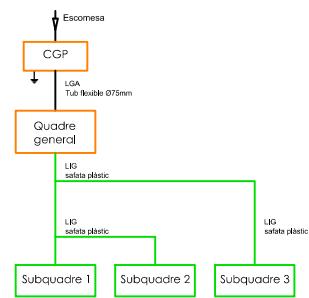 Escomesa
CGP
LGA
Tub flexible Ø75mm
Quadre
general
LIG
safata plàstic
LIG
safata plàstic
LIG
safata plàstic
Subquadre 1
Subquadre 2
Subquadre 3